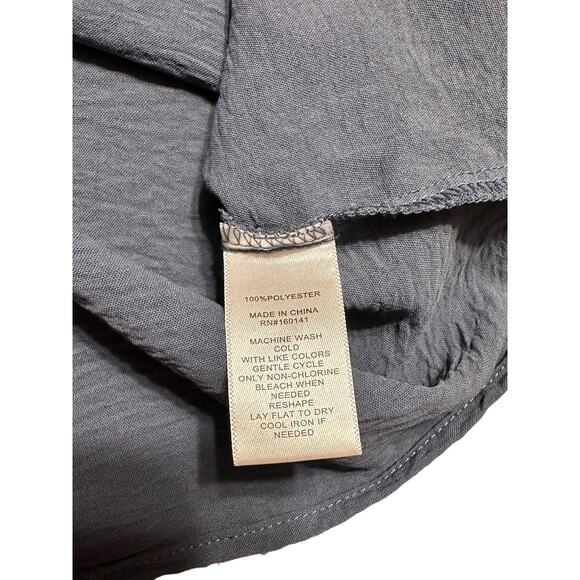 100%POLYESTER
MADE IN CHINA
RN#160141
MACHINE WASH
COLD
WITH LIKE COLORS
GENTLE CYCLE
ONLY NON-CHLORINE
BLEACH WHEN
NEEDED
RESHAPE
LAY FLAT TO DRY
COOL IRON IF
NEEDED